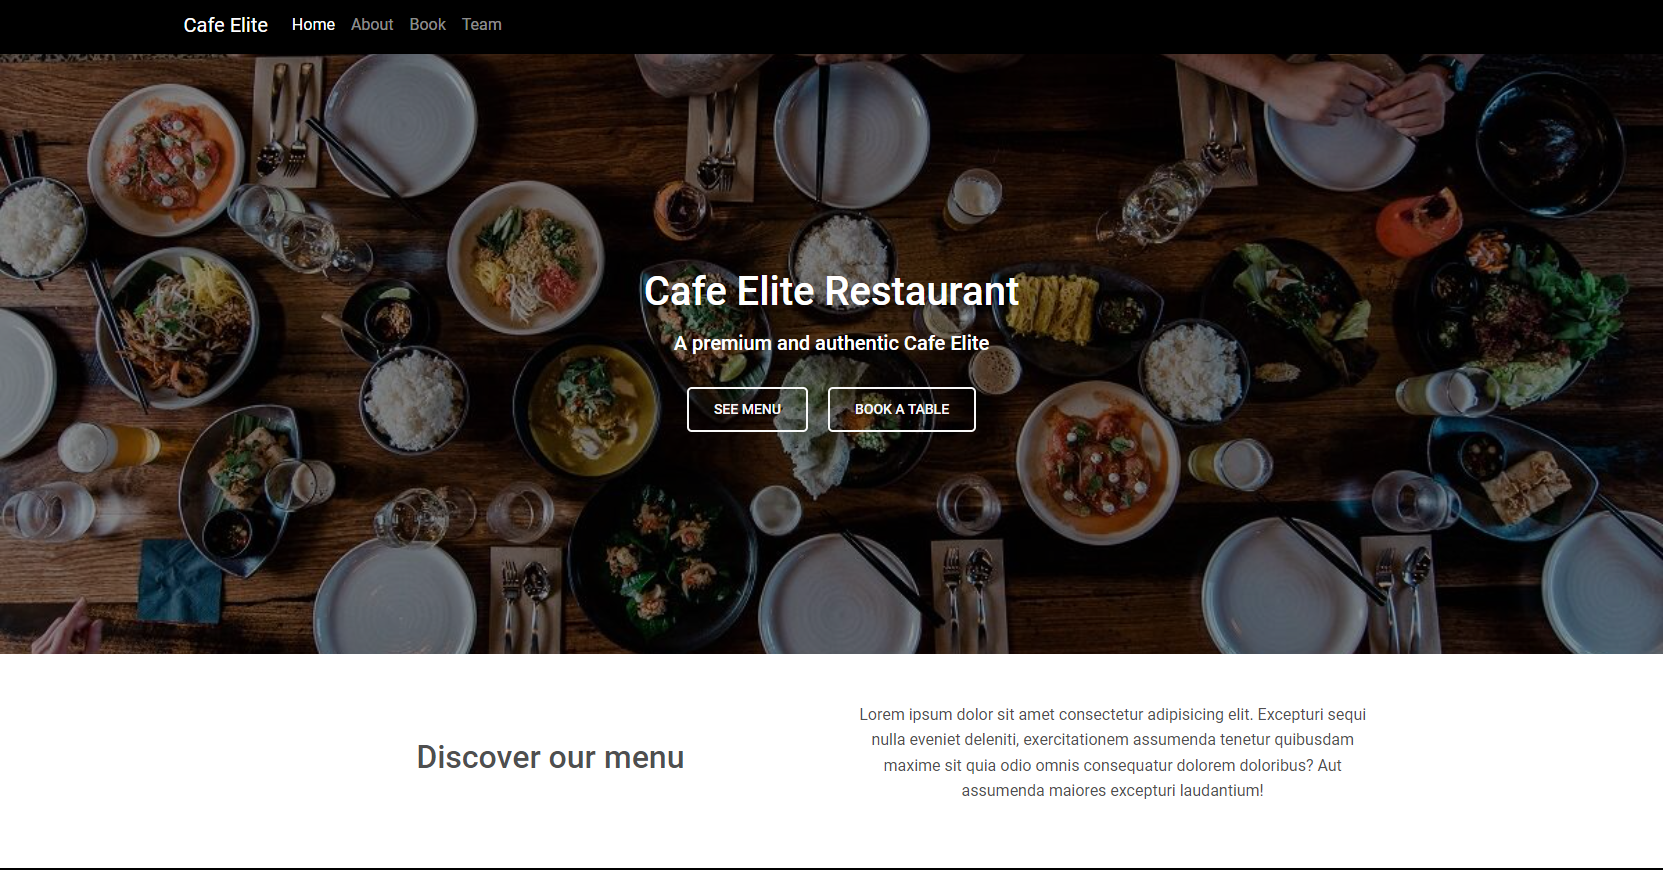 Cafe Elite Home About Book Team
Cafe Elite Restaurant
A premium and authentic Cafe Elite
SEE MENU BOOK A TABLE
Discover our menu
Lorem ipsum dolor sit amet consectetur adipisicing elit. Excepturi sequi
nulla eveniet deleniti, exercitationem assumenda tenetur quibusdam
maxime sit quia odio omnis consequatur dolorem doloribus? Aut
assumenda maiores excepturi laudantium!